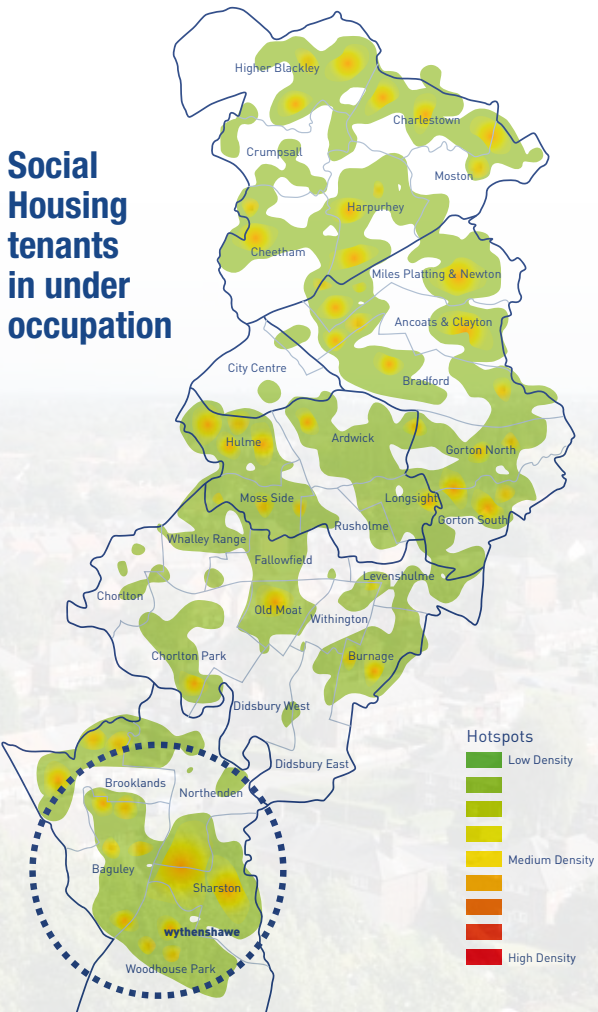 Social
Housing
tenants
in under
occupation
Higher Blackley
Charlestown
Crumpsall
Moston
Harpurhey
Cheetham
Miles Platting & Newton
Ancoats & Clayton
City Centre
Bradford
Hulme
Ardwick
Gorton North
Moss Side
Longsight
Gorton South
Rusholme
Whalley Range
Fallowfield
Levenshulme
Chorlton
Old Moat
Withington
Chorlton Park
Burnage
Didsbury West
Didsbury East
Brooklands
Northenden
Baguley
Sharston
wythenshawe
Woodhouse Park
Hotspots
Low Density
Medium Density
High Density